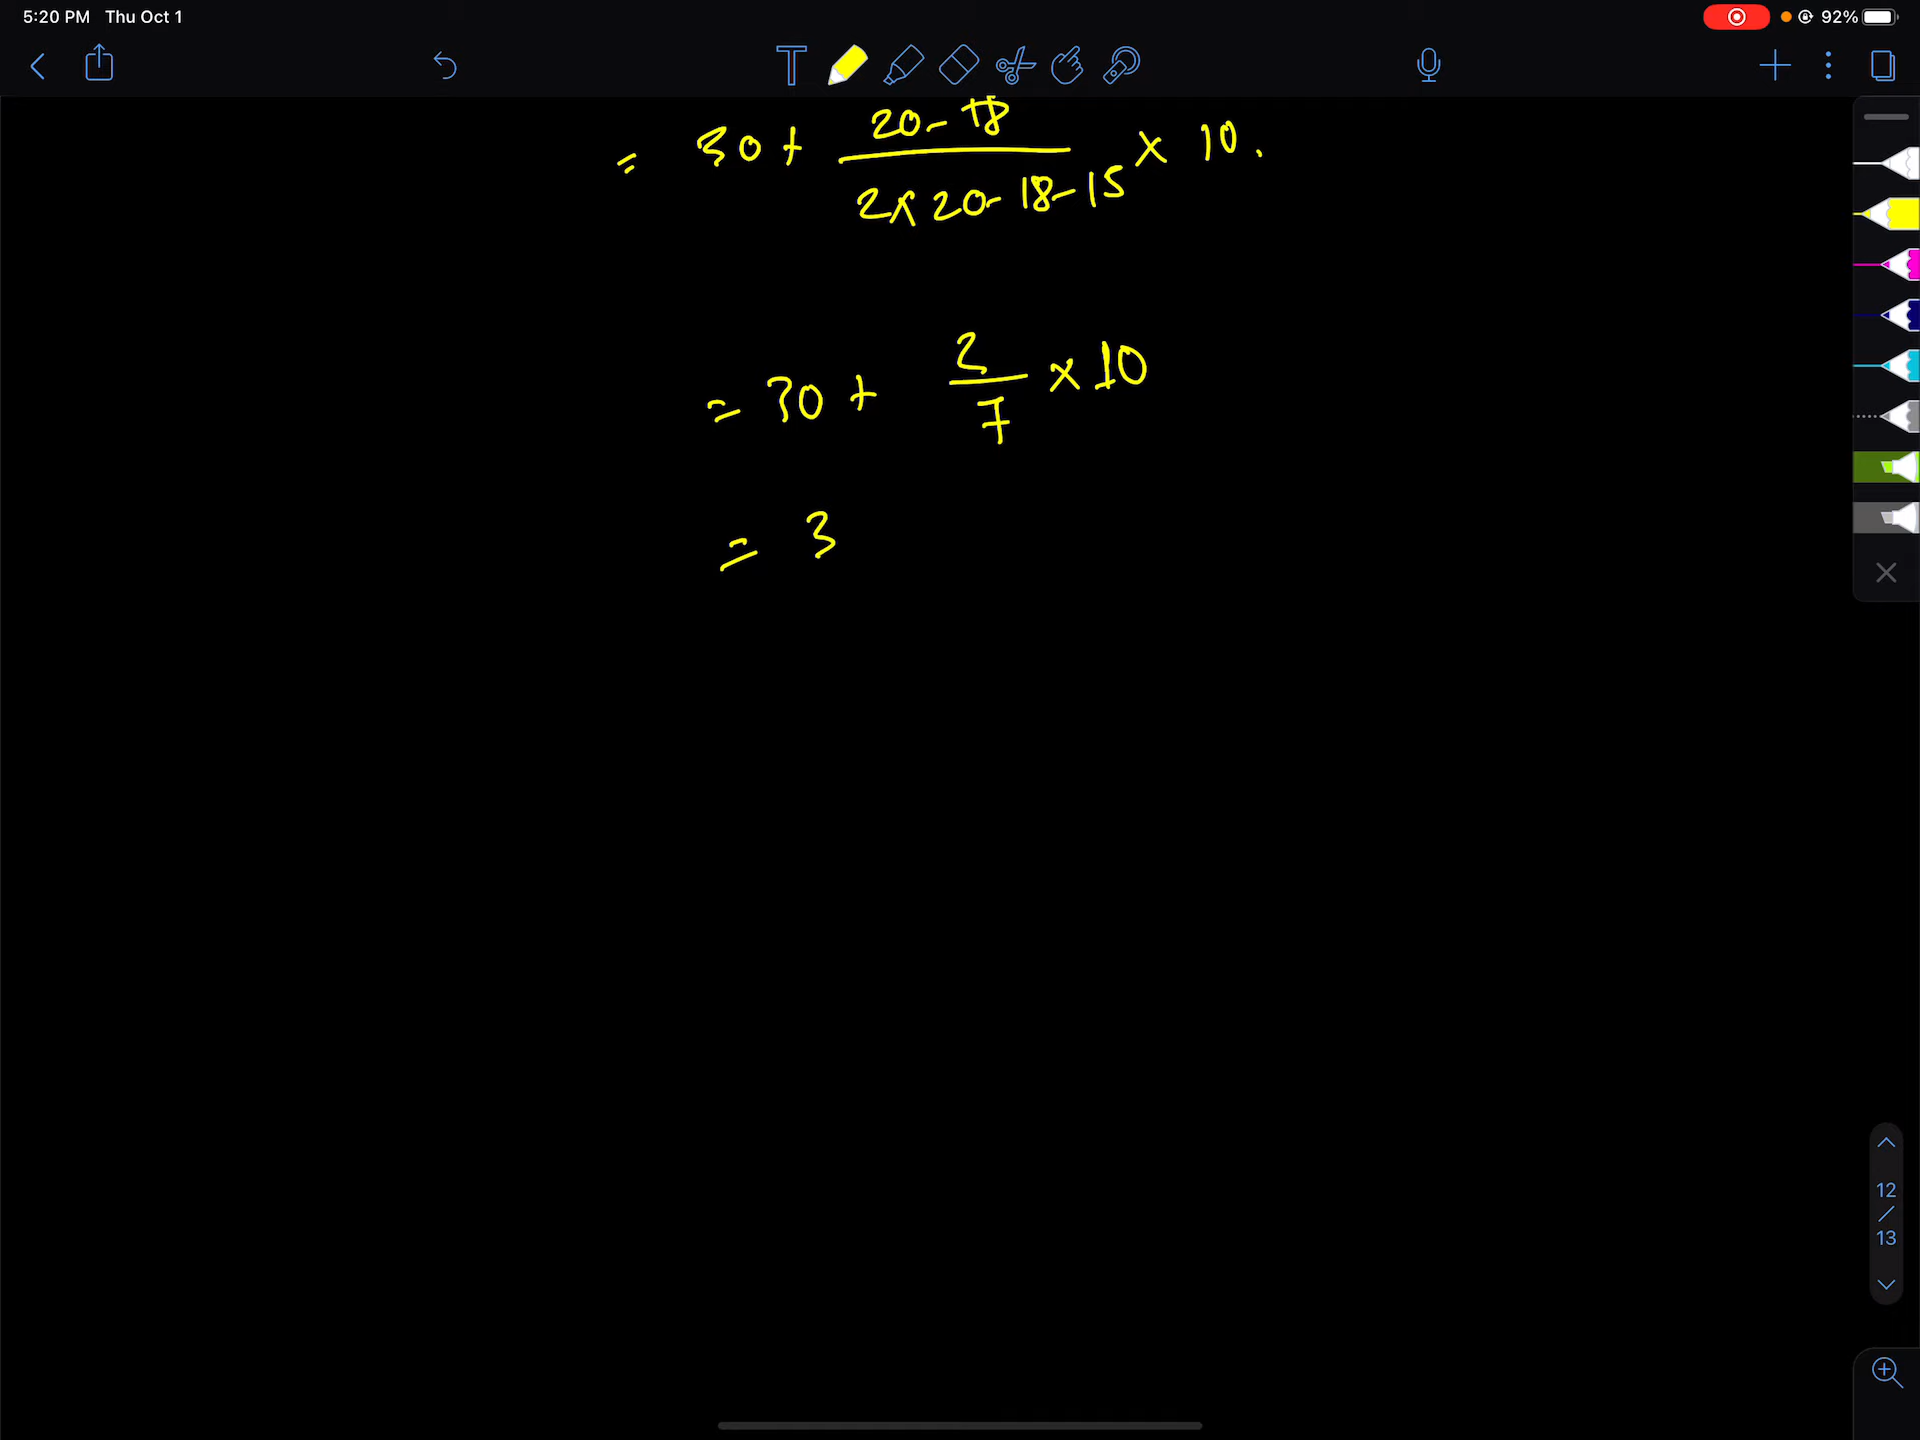 5:20 PM Thu Oct 1
92%
= 30 + 20 - 18 / 2 x 20 - 18 - 15 x 10.
= 30 + 2 / 7 x 10
= 3
12
/
13